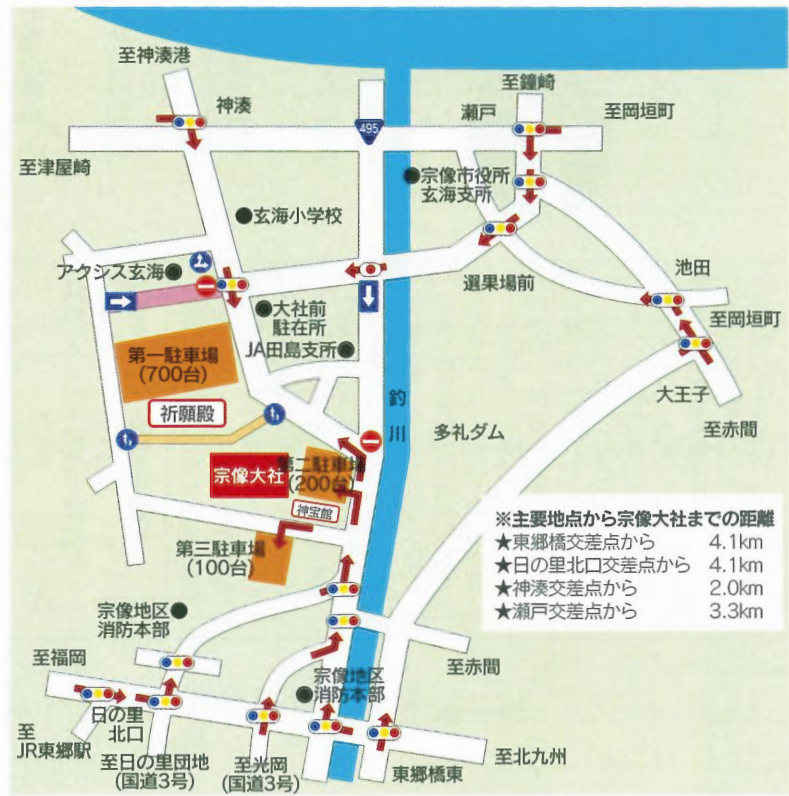 至神湊港
神湊
至津屋崎
495
至鐘崎
瀬戸
至岡垣町
宗像市役所
玄海支所
玄海小学校
アクシス玄海
選果場前
池田
至岡垣町
大社前
駐在所
JA田島支所
第一駐車場
(700台)
大王子
至赤間
祈願殿
釣川
多礼ダム
宗像大社
第二駐車場
(200台)
神宝館
第三駐車場
(100台)
※主要地点から宗像大社までの距離
★東郷橋交差点から 4.1km
★日の里北口交差点から 4.1km
★神湊交差点から 2.0km
★瀬戸交差点から 3.3km
宗像地区
消防本部
至福岡
至赤間
宗像地区
消防本部
日の里
北口
至
JR東郷駅
至日の里団地
(国道3号)
至光岡
(国道3号)
東郷橋東
至北九州